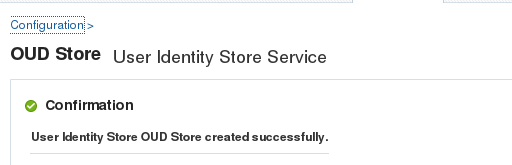 Configuration >
OUD Store User Identity Store Service
Confirmation
User Identity Store OUD Store created successfully.